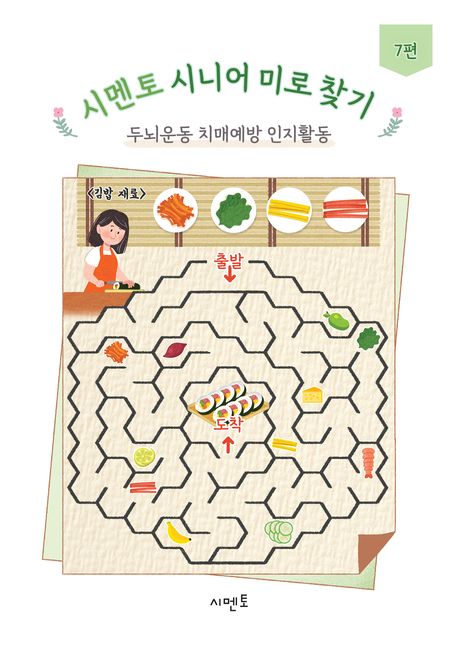 7편
시멘토 시니어 미로 찾기
두뇌운동 치매예방 인지활동
<김밥 재료>
출발
도착
시멘토